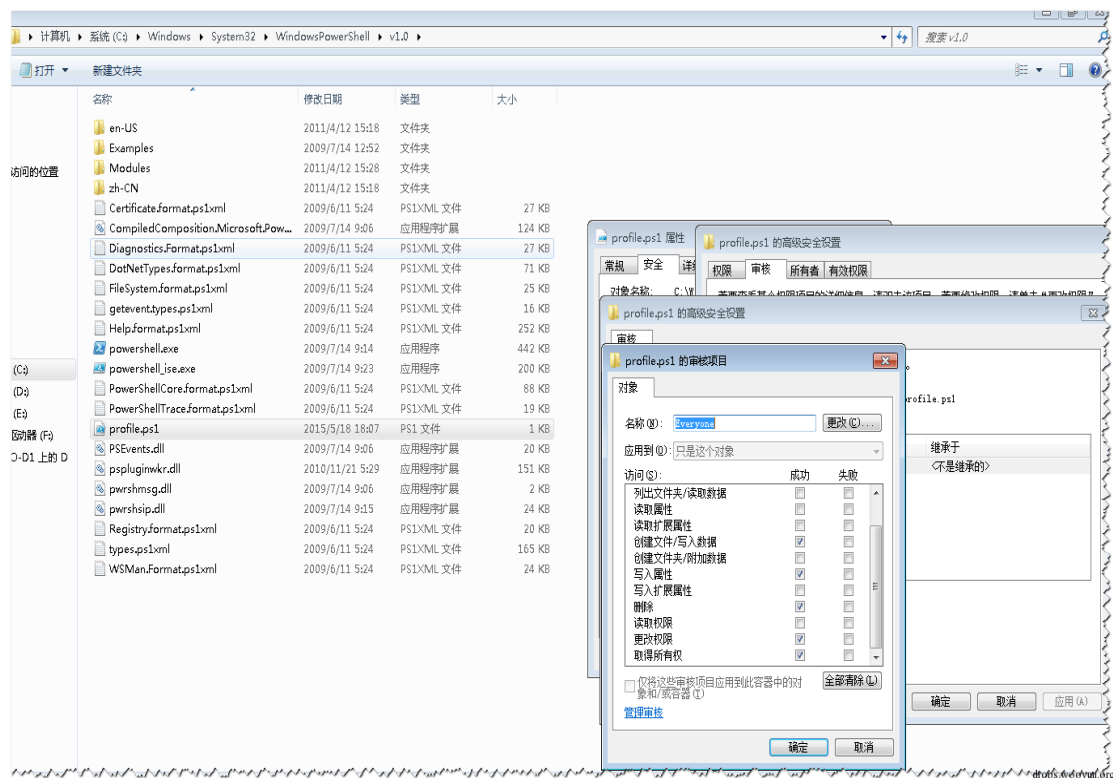 计算机 ▸ 系统 (C:) ▸ Windows ▸ System32 ▸ WindowsPowerShell ▸ v1.0 ▸
搜索 v1.0
打开 新建文件夹
名称 修改日期 类型 大小
访问的位置
(C:)
(D:)
(E:)
驱动器 (F:)
O-D1 上的 D
en-US 2011/4/12 15:18 文件夹
Examples 2009/7/14 12:52 文件夹
Modules 2011/4/12 15:28 文件夹
zh-CN 2011/4/12 15:18 文件夹
Certificate.format.ps1xml 2009/6/11 5:24 PS1XML 文件 27 KB
CompiledComposition.Microsoft.Pow... 2009/7/14 9:06 应用程序扩展 124 KB
Diagnostics.Format.ps1xml 2009/6/11 5:24 PS1XML 文件 27 KB
DotNetTypes.format.ps1xml 2009/6/11 5:24 PS1XML 文件 71 KB
FileSystem.format.ps1xml 2009/6/11 5:24 PS1XML 文件 25 KB
getevent.types.ps1xml 2009/6/11 5:24 PS1XML 文件 16 KB
Help.format.ps1xml 2009/6/11 5:24 PS1XML 文件 252 KB
powershell.exe 2009/7/14 9:14 应用程序 442 KB
powershell_ise.exe 2009/7/14 9:23 应用程序 200 KB
PowerShellCore.format.ps1xml 2009/6/11 5:24 PS1XML 文件 88 KB
PowerShellTrace.format.ps1xml 2009/6/11 5:24 PS1XML 文件 19 KB
profile.ps1 2015/5/18 18:07 PS1 文件 1 KB
PSEvents.dll 2009/7/14 9:06 应用程序扩展 20 KB
pspluginwkr.dll 2010/11/21 5:29 应用程序扩展 151 KB
pwrshmsg.dll 2009/7/14 9:06 应用程序扩展 2 KB
pwrshsip.dll 2009/7/14 9:15 应用程序扩展 24 KB
Registry.format.ps1xml 2009/6/11 5:24 PS1XML 文件 20 KB
types.ps1xml 2009/6/11 5:24 PS1XML 文件 165 KB
WSMan.Format.ps1xml 2009/6/11 5:24 PS1XML 文件 24 KB
profile.ps1 属性
常规 安全
对象名称: C:\W
profile.ps1 的高级安全设置
权限 审核 所有者 有效权限
profile.ps1 的高级安全设置
审核
rofile.ps1
继承于
<不是继承的>
确定 取消 应用(A)
profile.ps1 的审核项目
对象
名称(N): Everyone 更改(C)...
应用到(O): 只是这个对象
访问(S): 成功 失败
列出文件夹/读取数据
读取属性
读取扩展属性
创建文件/写入数据
创建文件夹/附加数据
写入属性
写入扩展属性
删除
读取权限
更改权限
取得所有权
仅将这些审核项目应用到此容器中的对
象和/或容器(T)
全部清除(L)
管理审核
确定 取消